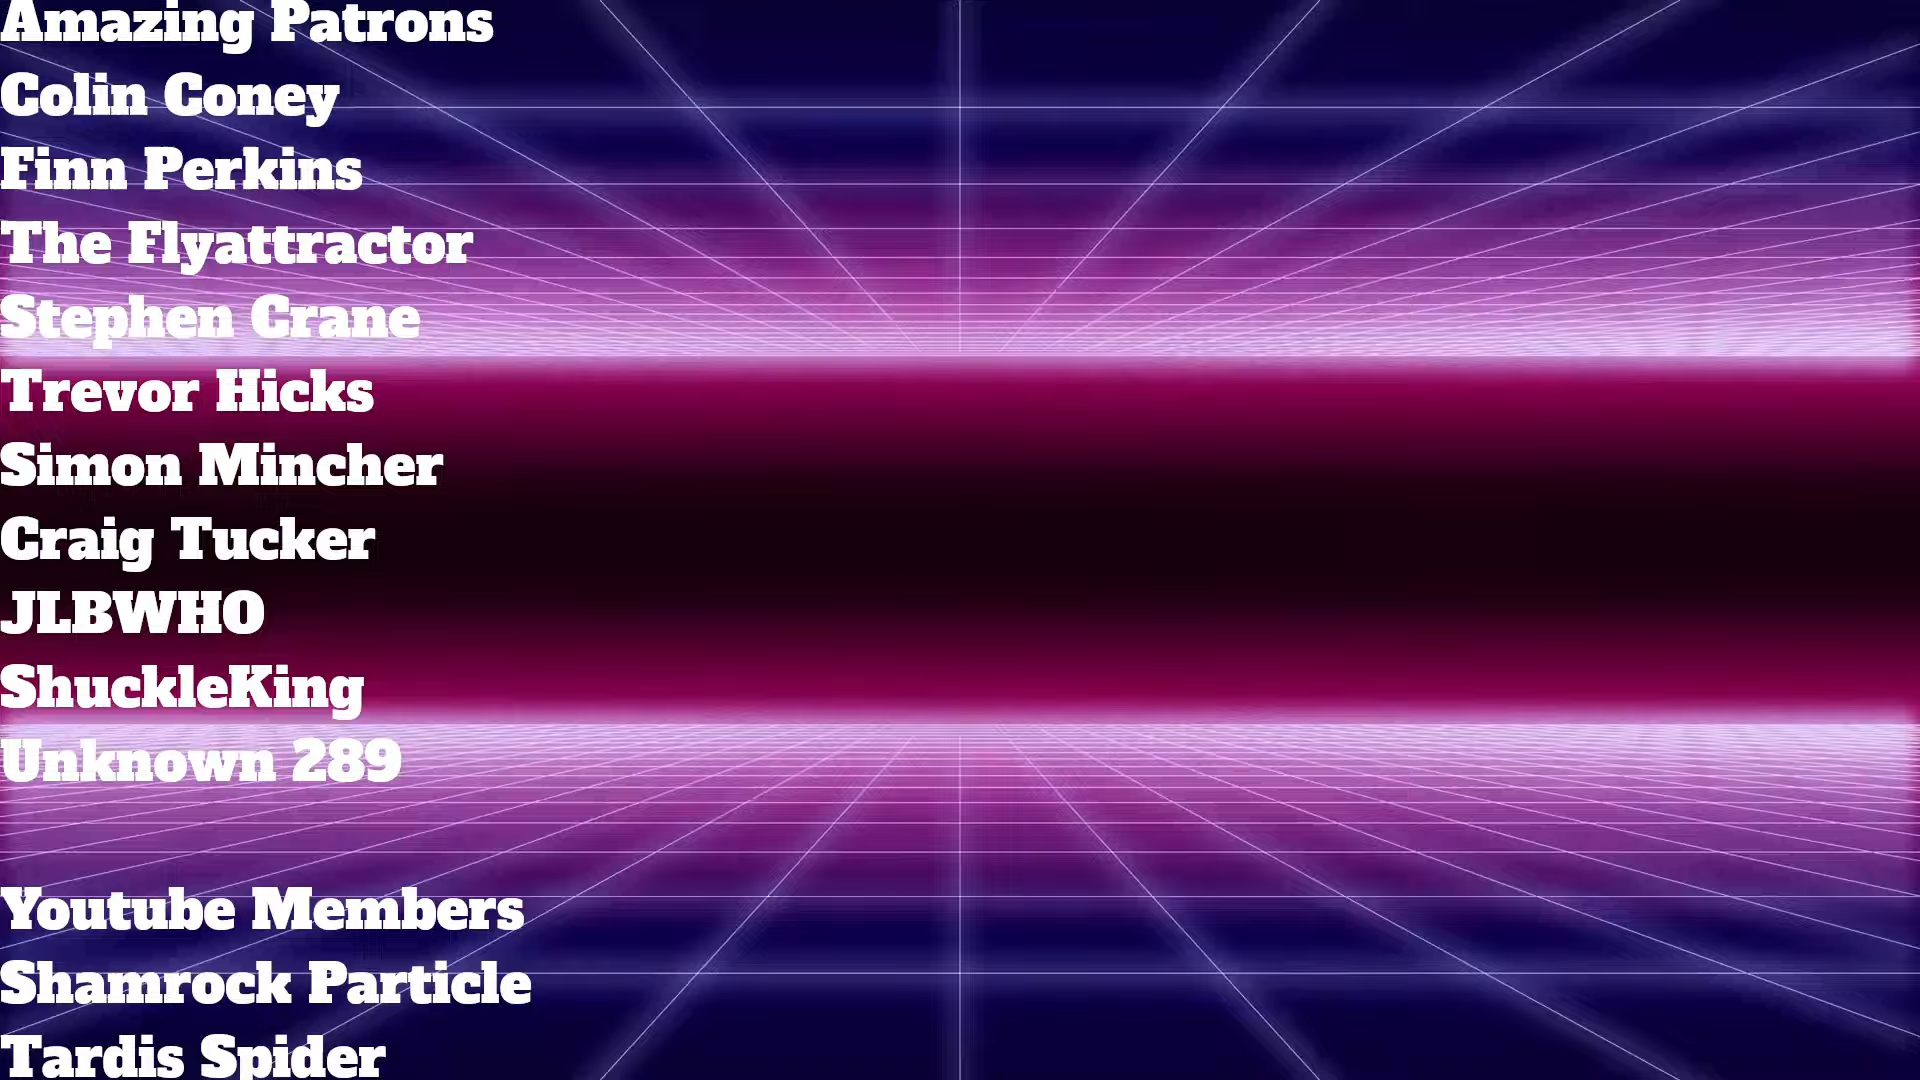 Amazing Patrons
Colin Coney
Finn Perkins
The Flyattractor
Stephen Crane
Trevor Hicks
Simon Mincher
Craig Tucker
JLBWHO
ShuckleKing
Unknown 289
Youtube Members
Shamrock Particle
Tardis Spider